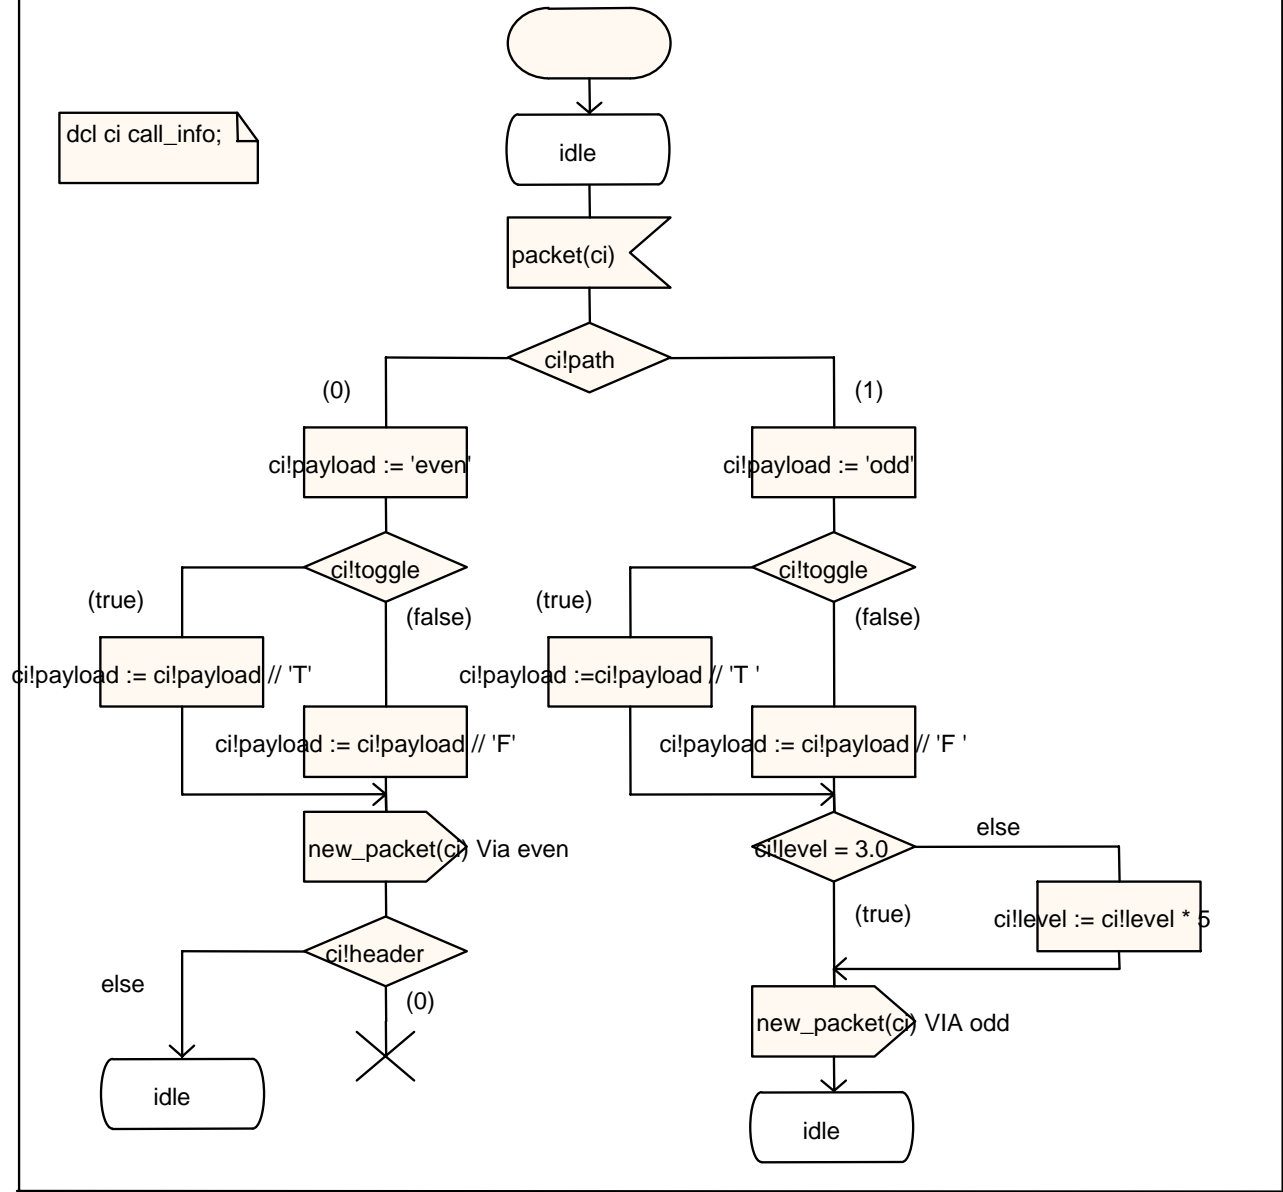 dcl ci call_info;
idle
packet(ci)
ci!path
(0)
(1)
ci!payload := 'even'
ci!payload := 'odd'
ci!toggle
ci!toggle
(true)
(false)
(true)
(false)
ci!payload := ci!payload // 'T'
ci!payload :=ci!payload // 'T '
ci!payload := ci!payload // 'F'
ci!payload := ci!payload // 'F '
new_packet(ci) Via even
ci!level = 3.0
else
(true)
ci!level := ci!level * 5
ci!header
else
(0)
new_packet(ci) VIA odd
idle
idle